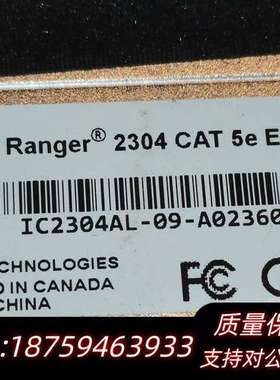 Ranger® 2304 CAT 5e E
IC2304AL-09-A02360
TECHNOLOGIES
IN CANADA
CHINA
FC
质量保
:18759463933
支持对公